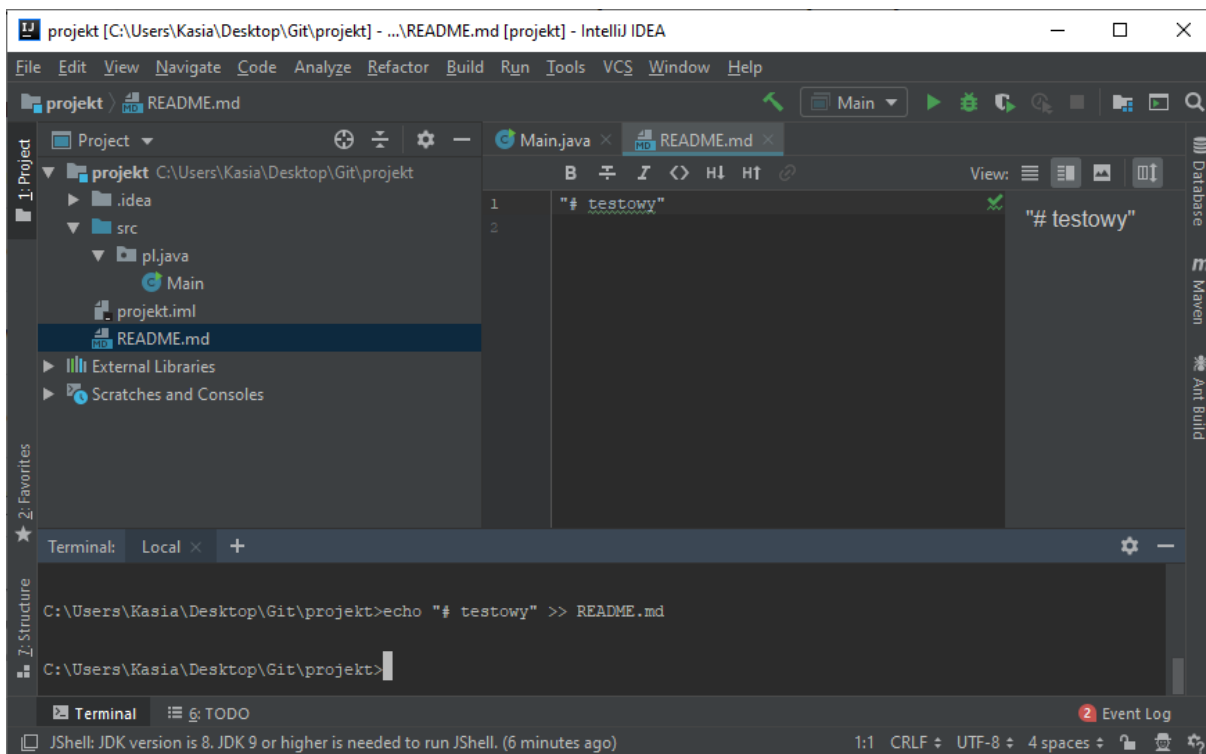 IJ projekt [C:\Users\Kasia\Desktop\Git\projekt] - ...\README.md [projekt] - IntelliJ IDEA
File Edit View Navigate Code Analyze Refactor Build Run Tools VCS Window Help
projekt MD README.md Main
1: Project
Project
projekt C:\Users\Kasia\Desktop\Git\projekt
.idea
src
pl.java
C Main
projekt.iml
MD README.md
External Libraries
Scratches and Consoles
C Main.java MD README.md
B I H H View:
1 "# testowy"
2
"# testowy"
Database
m Maven
Ant Build
2: Favorites
7: Structure
Terminal: Local +
C:\Users\Kasia\Desktop\Git\projekt>echo "# testowy" >> README.md
C:\Users\Kasia\Desktop\Git\projekt>
Terminal 6: TODO 2 Event Log
JShell: JDK version is 8. JDK 9 or higher is needed to run JShell. (6 minutes ago) 1:1 CRLF UTF-8 4 spaces